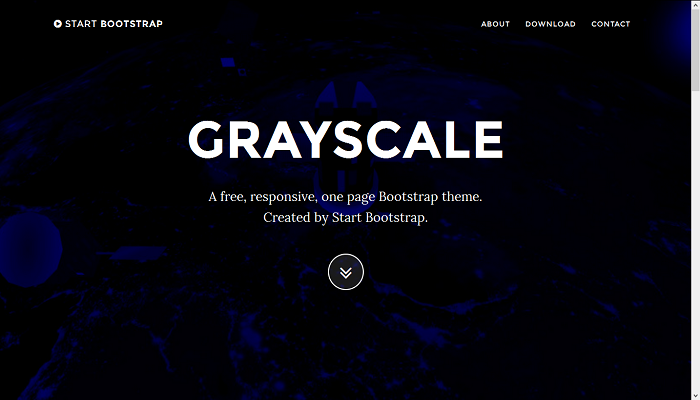 START BOOTSTRAP
ABOUT DOWNLOAD CONTACT
GRAYSCALE
A free, responsive, one page Bootstrap theme.
Created by Start Bootstrap.